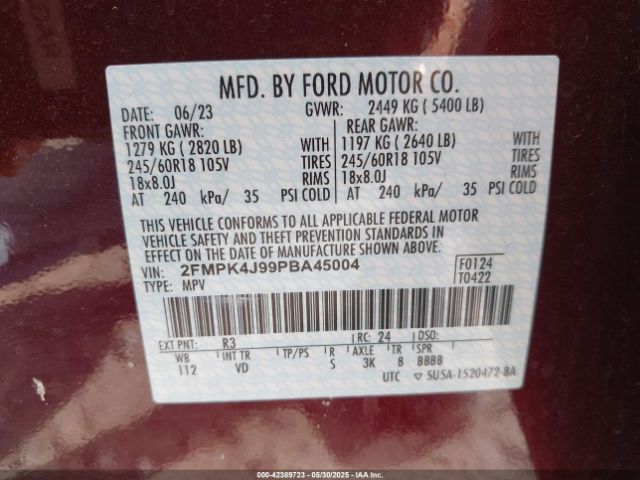 MFD. BY FORD MOTOR CO.
DATE: 06/23 GVWR: 2449 KG ( 5400 LB)
FRONT GAWR: REAR GAWR:
1279 KG ( 2820 LB) WITH 1197 KG ( 2640 LB) WITH
245/60R18 105V TIRES 245/60R18 105V TIRES
18x8.0J RIMS 18x8.0J RIMS
AT 240 kPa/ 35 PSI COLD AT 240 kPa/ 35 PSI COLD
THIS VEHICLE CONFORMS TO ALL APPLICABLE FEDERAL MOTOR
VEHICLE SAFETY AND THEFT PREVENTION STANDARDS IN
EFFECT ON THE DATE OF MANUFACTURE SHOWN ABOVE.
VIN: 2FMPK4J99PBA45004 F0124
TYPE: MPV T0422
EXT PNT: R3 RC: 24 DSO:
WB INT TR TP/PS R AXLE TR SPR
112 VD S 3K 8 BBBB
UTC ▽ 5U5A-1520472-BA
000-42389723 - 05/30/2025 - IAA Inc.